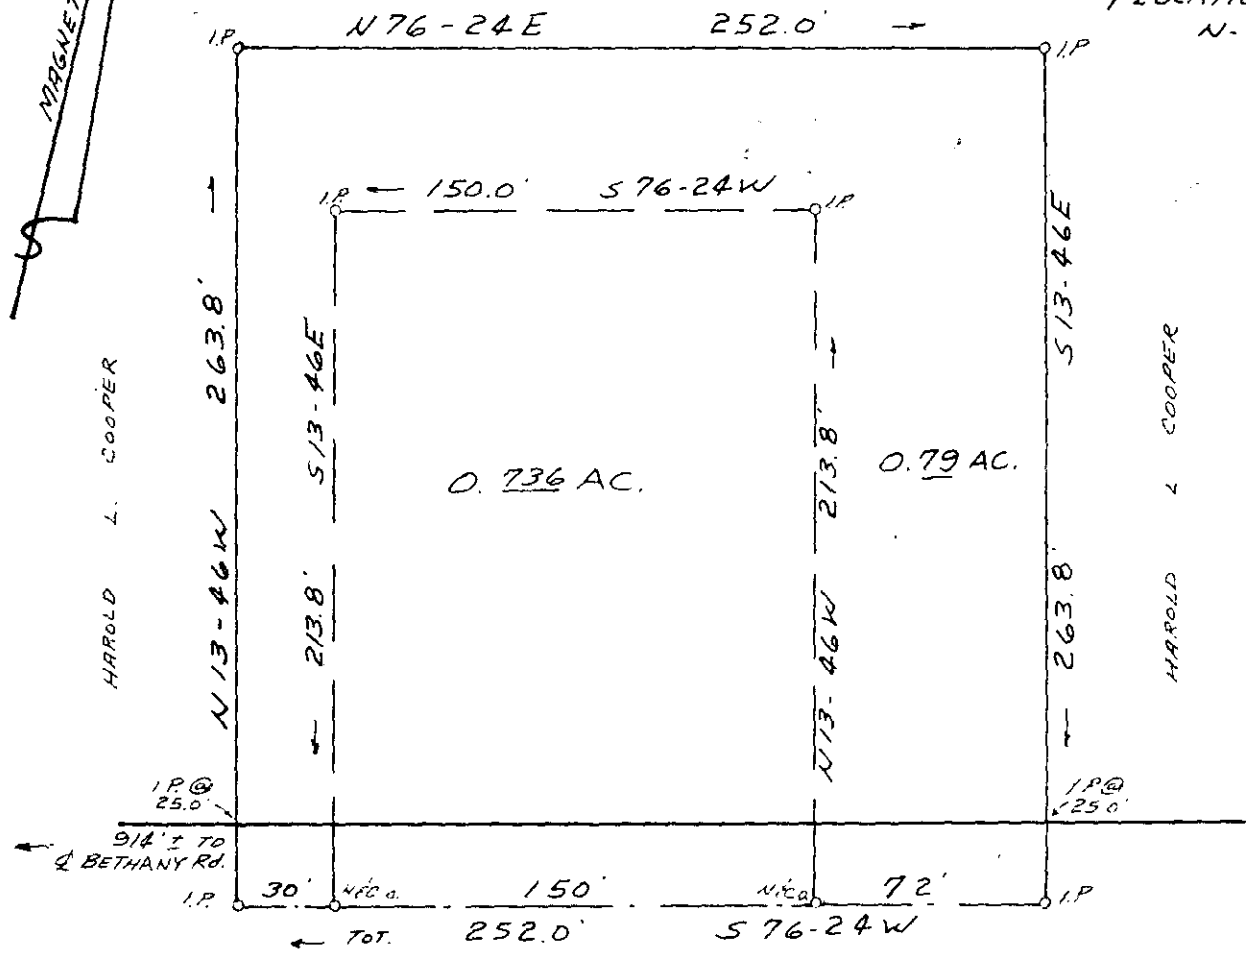 N 76-24 E 252.0'
N-
I.P. I.P
MAGNET
I.P. 150.0' S 76-24 W I.P.
HAROLD L. COOPER
N 13-46 W 263.8'
S 13-46 E 213.8'
0.736 AC.
N 13-46 W 213.8'
0.79 AC.
S 13-46 E 263.8'
HAROLD L COOPER
I.P. @
25.0'
I.P. @
25.0'
914' ± TO
℄ BETHANY Rd.
I.P. 30' 150' 72' I.P
TOT. 252.0' S 76-24 W